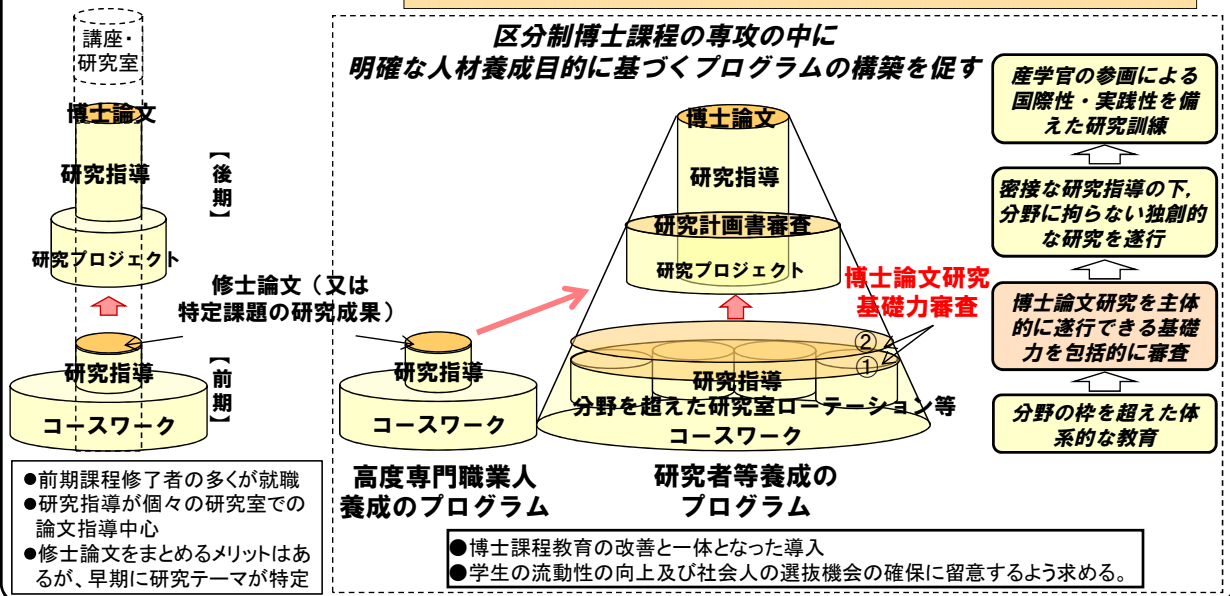 講座・
研究室
博士論文
研究指導
【後期】
研究プロジェクト
修士論文（又は
特定課題の研究成果）
研究指導
【前期】
コースワーク
●前期課程修了者の多くが就職
●研究指導が個々の研究室での
論文指導中心
●修士論文をまとめるメリットはあ
るが、早期に研究テーマが特定
区分制博士課程の専攻の中に
明確な人材養成目的に基づくプログラムの構築を促す
研究指導
コースワーク
高度専門職業人
養成のプログラム
博士論文
研究指導
研究計画書審査
研究プロジェクト
博士論文研究
基礎力審査
②
①
研究指導
分野を超えた研究室ローテーション等
コースワーク
研究者等養成の
プログラム
産学官の参画による
国際性・実践性を備
えた研究訓練
密接な研究指導の下，
分野に拘らない独創的
な研究を遂行
博士論文研究を主体
的に遂行できる基礎
力を包括的に審査
分野の枠を超えた体
系的な教育
●博士課程教育の改善と一体となった導入
●学生の流動性の向上及び社会人の選抜機会の確保に留意するよう求める。